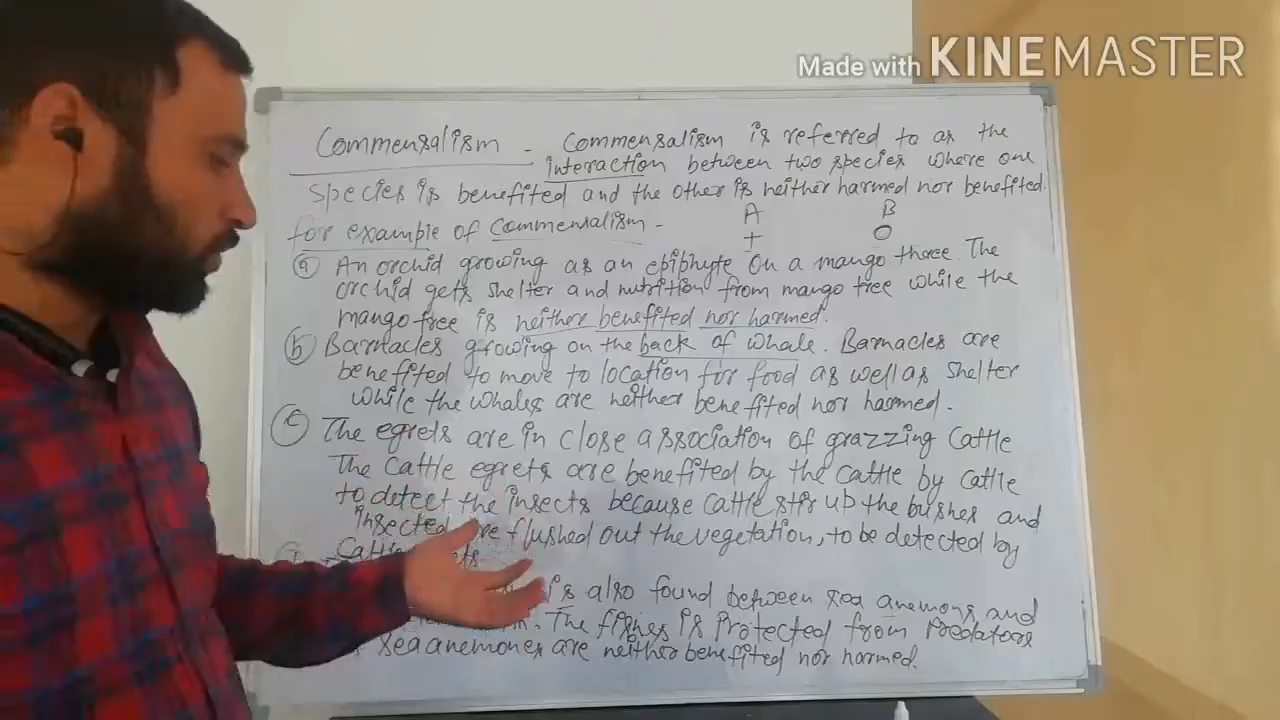 Made with KINEMASTER
Commensalism - Commensalism is referred to as the
interaction between two species where one
species is benefited and the other is neither harmed nor benefited.
for example of Commensalism - A B
+ O
(a) An orchid growing as an epiphyte on a mango three. The
orchid gets shelter and nutrition from mango tree while the
mango tree is neither benefited nor harmed.
(b) Barnacles growing on the back of whale. Barnacles are
benefited to move to location for food as well as shelter
while the whales are neither benefited nor harmed.
(c) The egrets are in close association of grazzing Cattle
The Cattle egrets are benefited by the cattle by cattle
to detect the insects because cattle stir up the bushes and
insected are flushed out the vegetation, to be detected by
Cattle
is also found between sea anemons and
The fishes is protected from predators
sea anemones are neither benefited nor harmed.